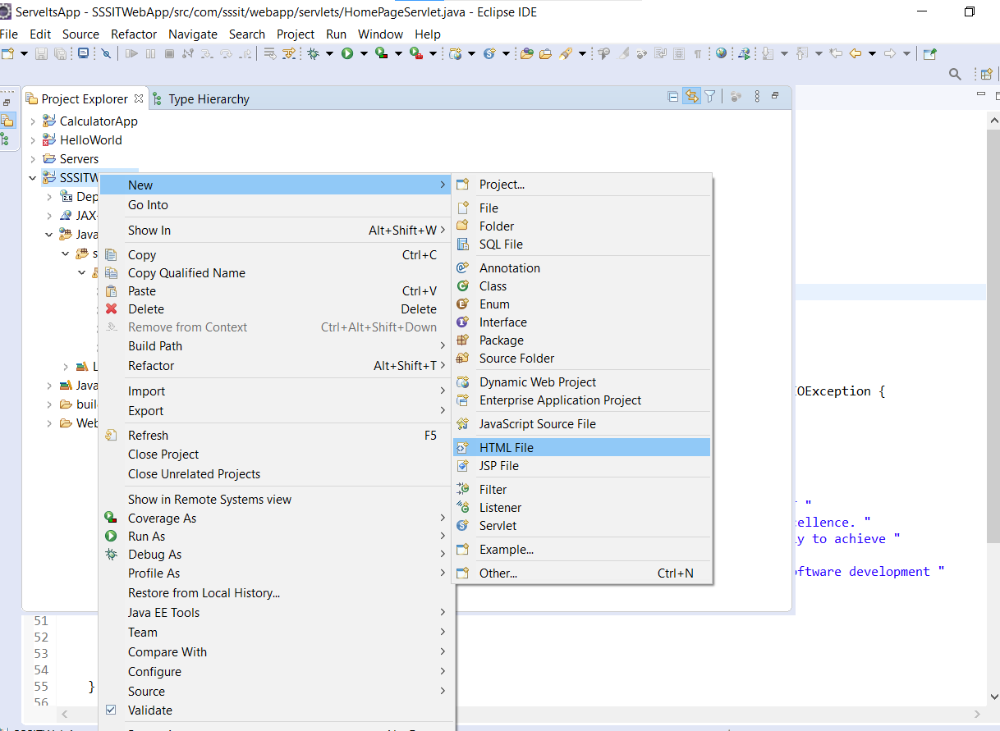 ServeltsApp - SSSITWebApp/src/com/sssit/webapp/servlets/HomePageServlet.java - Eclipse IDE
File Edit Source Refactor Navigate Search Project Run Window Help
Project Explorer Type Hierarchy
CalculatorApp
HelloWorld
Servers
SSSITW
Dep
JAX-
Java
s
L
Java
buil
Web
New
Go Into
Show In Alt+Shift+W
Copy Ctrl+C
Copy Qualified Name
Paste Ctrl+V
Delete Delete
Remove from Context Ctrl+Alt+Shift+Down
Build Path
Refactor Alt+Shift+T
Import
Export
Refresh F5
Close Project
Close Unrelated Projects
Show in Remote Systems view
Coverage As
Run As
Debug As
Profile As
Restore from Local History...
Java EE Tools
Team
Compare With
Configure
Source
Validate
Project...
File
Folder
SQL File
Annotation
Class
Enum
Interface
Package
Source Folder
Dynamic Web Project
Enterprise Application Project
JavaScript Source File
HTML File
JSP File
Filter
Listener
Servlet
Example...
Other... Ctrl+N
IOException {
"
cellence. "
ly to achieve "
oftware development "
51
52
53
54
55 }
56